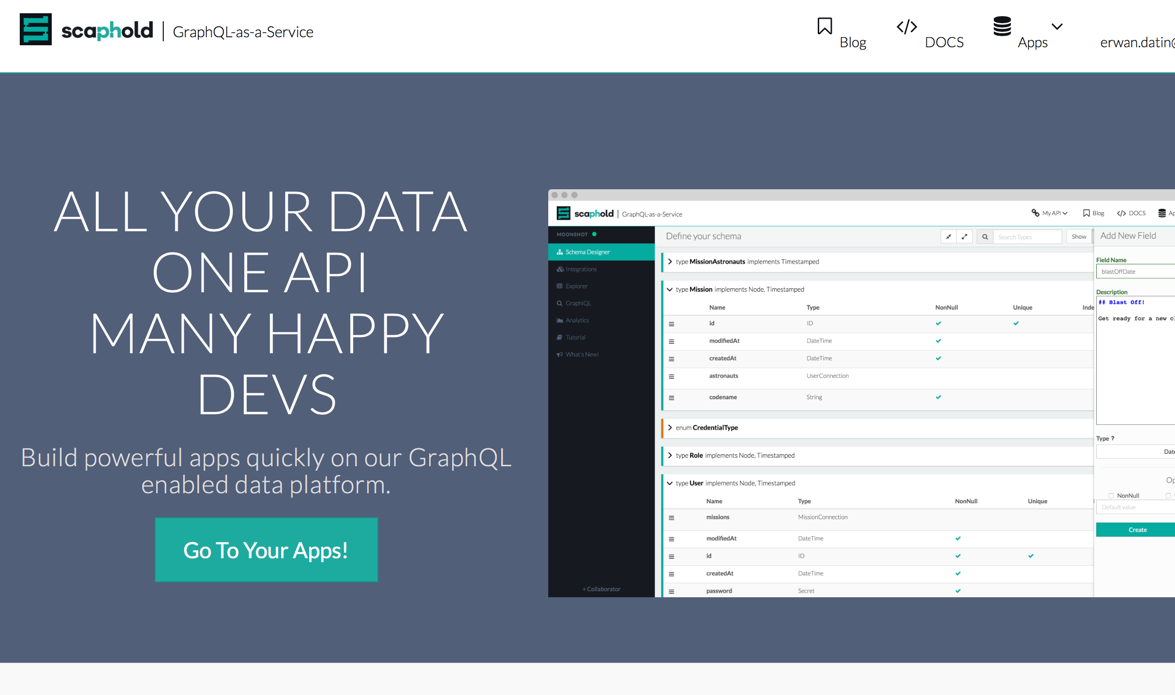 scaphold | GraphQL-as-a-Service
Blog
DOCS
Apps
erwan.datin@
ALL YOUR DATA
ONE API
MANY HAPPY
DEVS
Build powerful apps quickly on our GraphQL
enabled data platform.
Go To Your Apps!
scaphold | GraphQL-as-a-Service
My API
Blog
</> DOCS
Ap
MOONSHOT
Schema Designer
Integrations
Explorer
GraphiQL
Analytics
Tutorial
What's New!
+ Collaborator
Define your schema
Search Types
Show
type MissionAstronauts implements Timestamped
type Mission implements Node, Timestamped
Name Type NonNull Unique Inde
id ID
modifiedAt DateTime
createdAt DateTime
astronauts UserConnection
codename String
enum CredentialType
type Role implements Node, Timestamped
type User implements Node, Timestamped
Name Type NonNull Unique
missions MissionConnection
modifiedAt DateTime
id ID
createdAt DateTime
password Secret
Add New Field
Field Name
blastOffDate
Description
## Blast Off!
Get ready for a new cl
Type ?
Date
Op
NonNull
Default value
Create